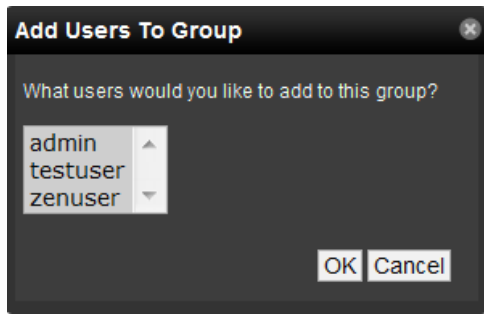 Add Users To Group
What users would you like to add to this group?
admin
testuser
zenuser
OK Cancel